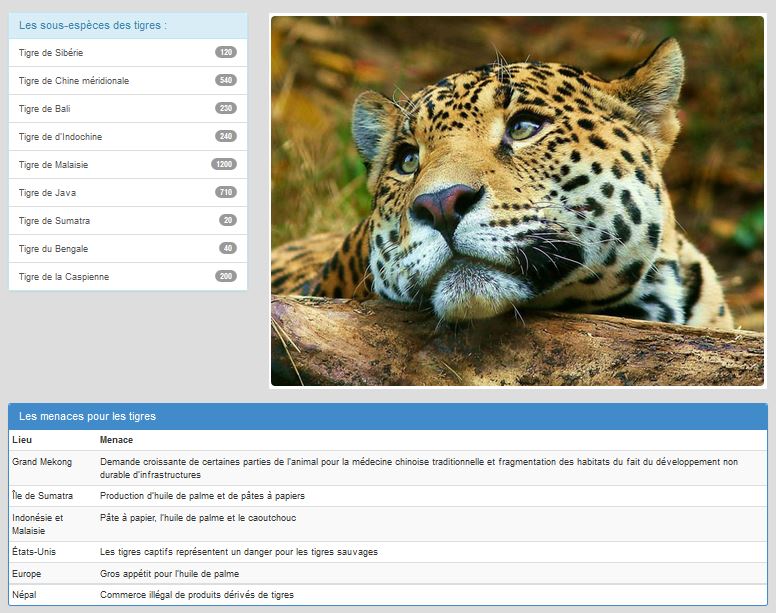 Les sous-espèces des tigres :
Tigre de Sibérie 120
Tigre de Chine méridionale 540
Tigre de Bali 230
Tigre de d'Indochine 240
Tigre de Malaisie 1200
Tigre de Java 710
Tigre de Sumatra 20
Tigre du Bengale 40
Tigre de la Caspienne 200
Les menaces pour les tigres
Lieu Menace
Grand Mekong Demande croissante de certaines parties de l'animal pour la médecine chinoise traditionnelle et fragmentation des habitats du fait du développement non
durable d'infrastructures
Île de Sumatra Production d'huile de palme et de pâtes à papiers
Indonésie et Pâte à papier, l'huile de palme et le caoutchouc
Malaisie
États-Unis Les tigres captifs représentent un danger pour les tigres sauvages
Europe Gros appétit pour l'huile de palme
Népal Commerce illégal de produits dérivés de tigres